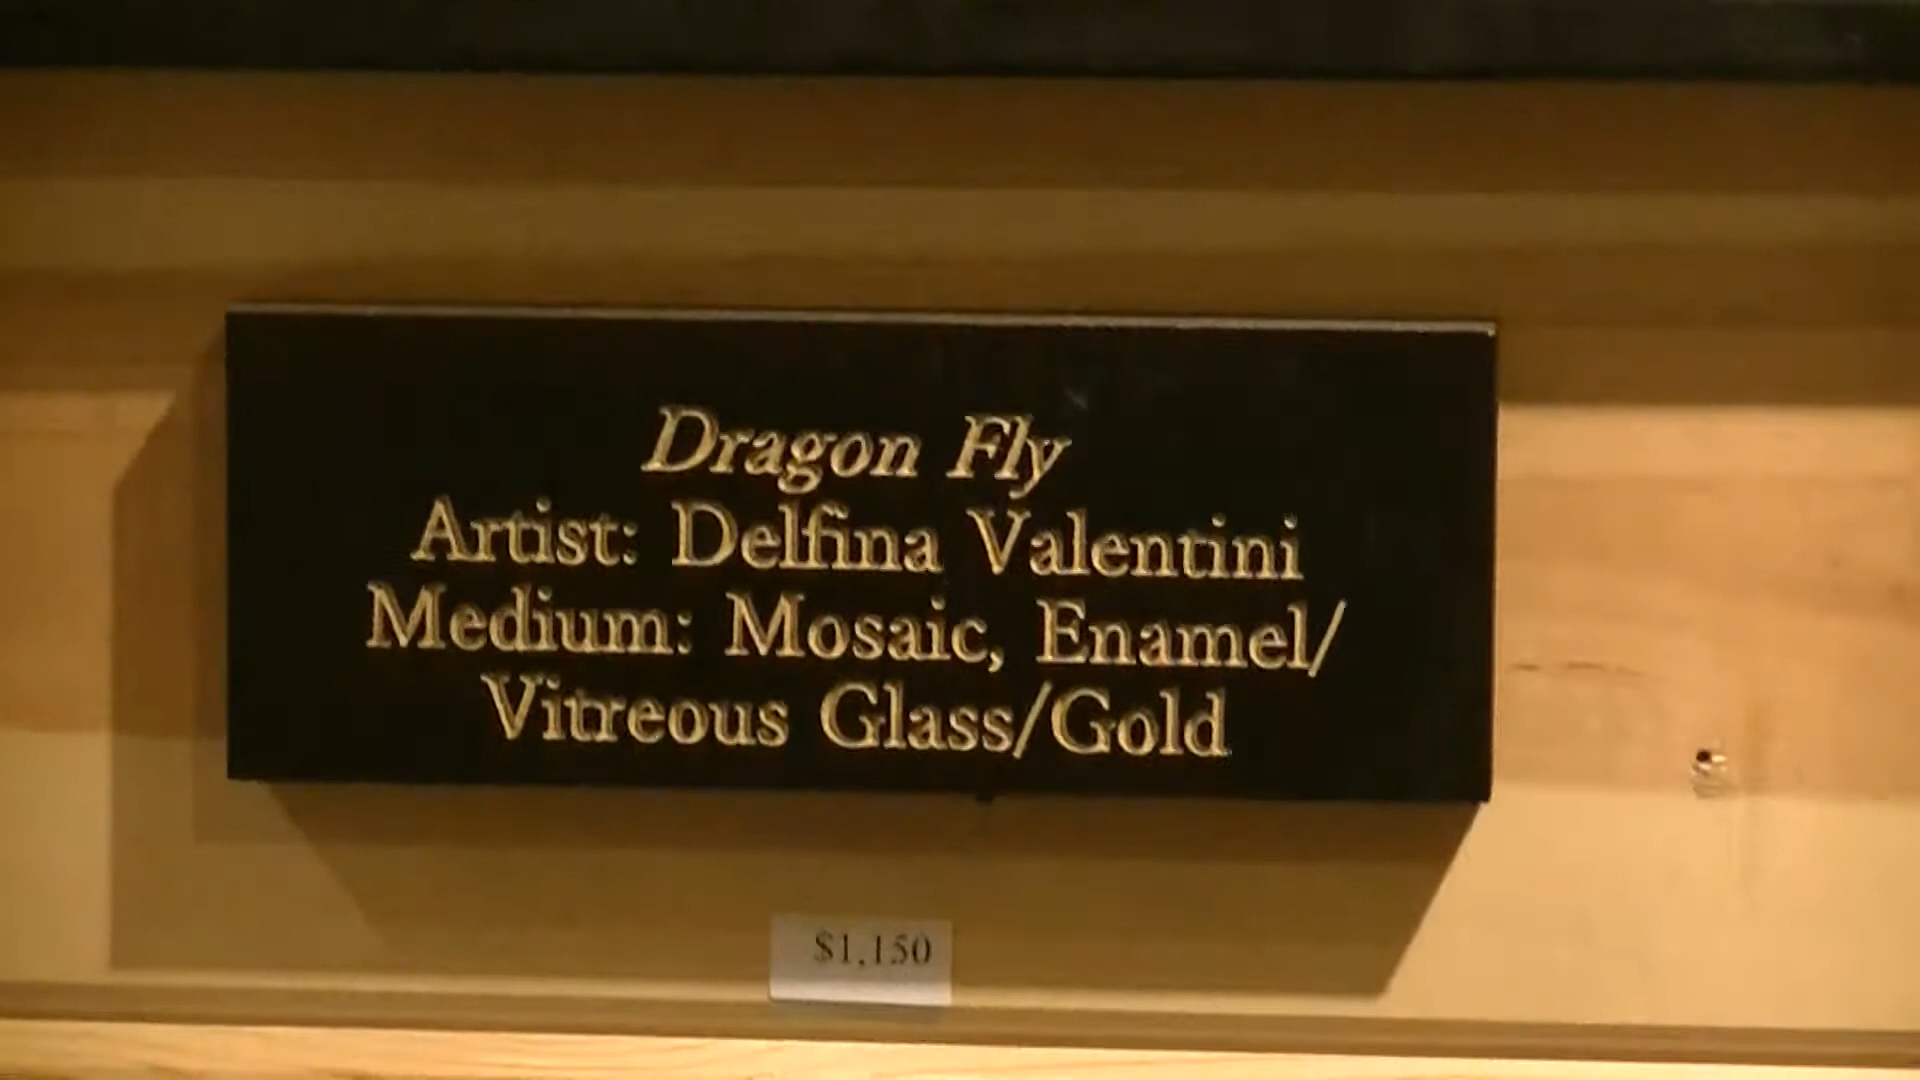 Dragon Fly
Artist: Delfina Valentini
Medium: Mosaic, Enamel/
Vitreous Glass/Gold
$1,150